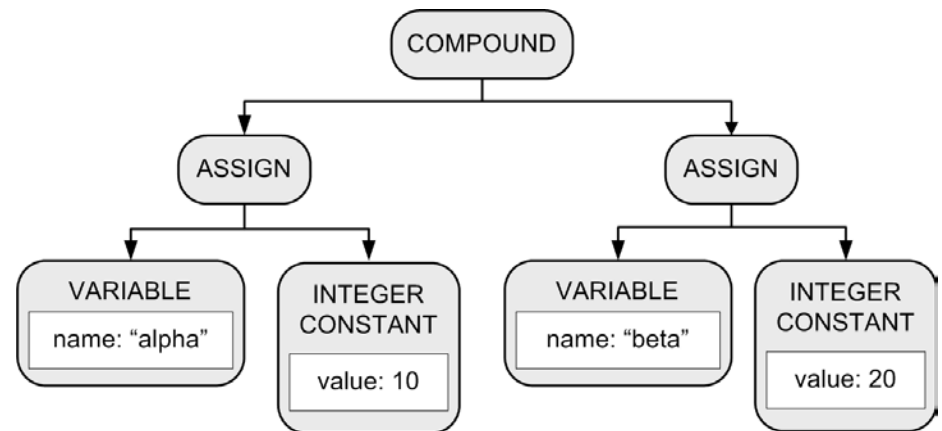 COMPOUND
ASSIGN
ASSIGN
VARIABLE
name: “alpha”
INTEGER
CONSTANT
value: 10
VARIABLE
name: “beta”
INTEGER
CONSTANT
value: 20